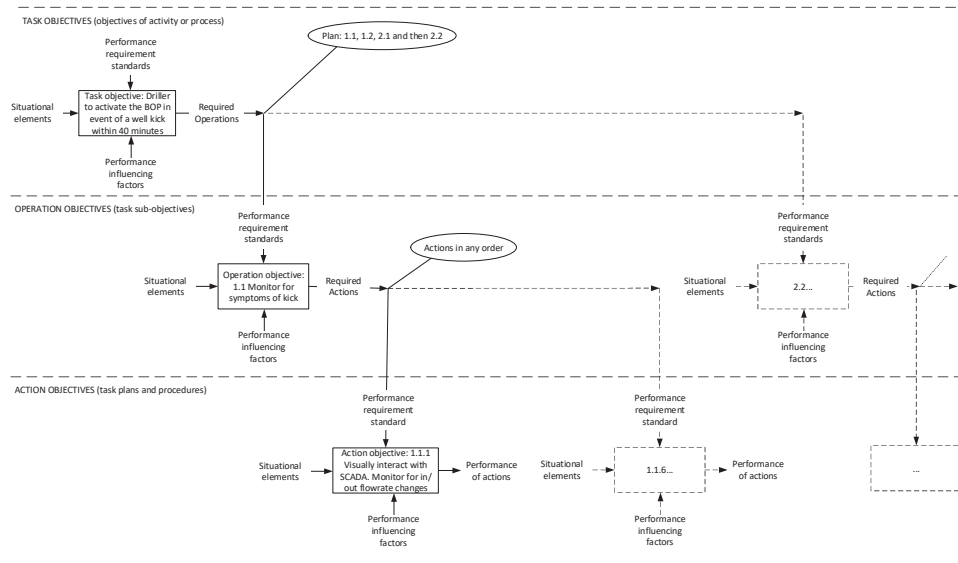 TASK OBJECTIVES (objectives of activity or process)
Plan: 1.1, 1.2, 2.1 and then 2.2
Performance
requirement
standards
Situational
elements
Task objective: Driller
to activate the BOP in
event of a well kick
within 40 minutes
Required
Operations
Performance
influencing
factors
OPERATION OBJECTIVES (task sub-objectives)
Performance
requirement
standards
Actions in any order
Situational
elements
Operation objective:
1.1 Monitor for
symptoms of kick
Required
Actions
Performance
influencing
factors
Performance
requirement
standards
Situational
elements
2.2...
Required
Actions
Performance
influencing
factors
ACTION OBJECTIVES (task plans and procedures)
Performance
requirement
standard
Situational
elements
Action objective: 1.1.1
Visually interact with
SCADA. Monitor for in/
out flowrate changes
Performance
of actions
Performance
influencing
factors
Performance
requirement
standard
Situational
elements
1.1.6...
Performance
of actions
Performance
influencing
factors
...